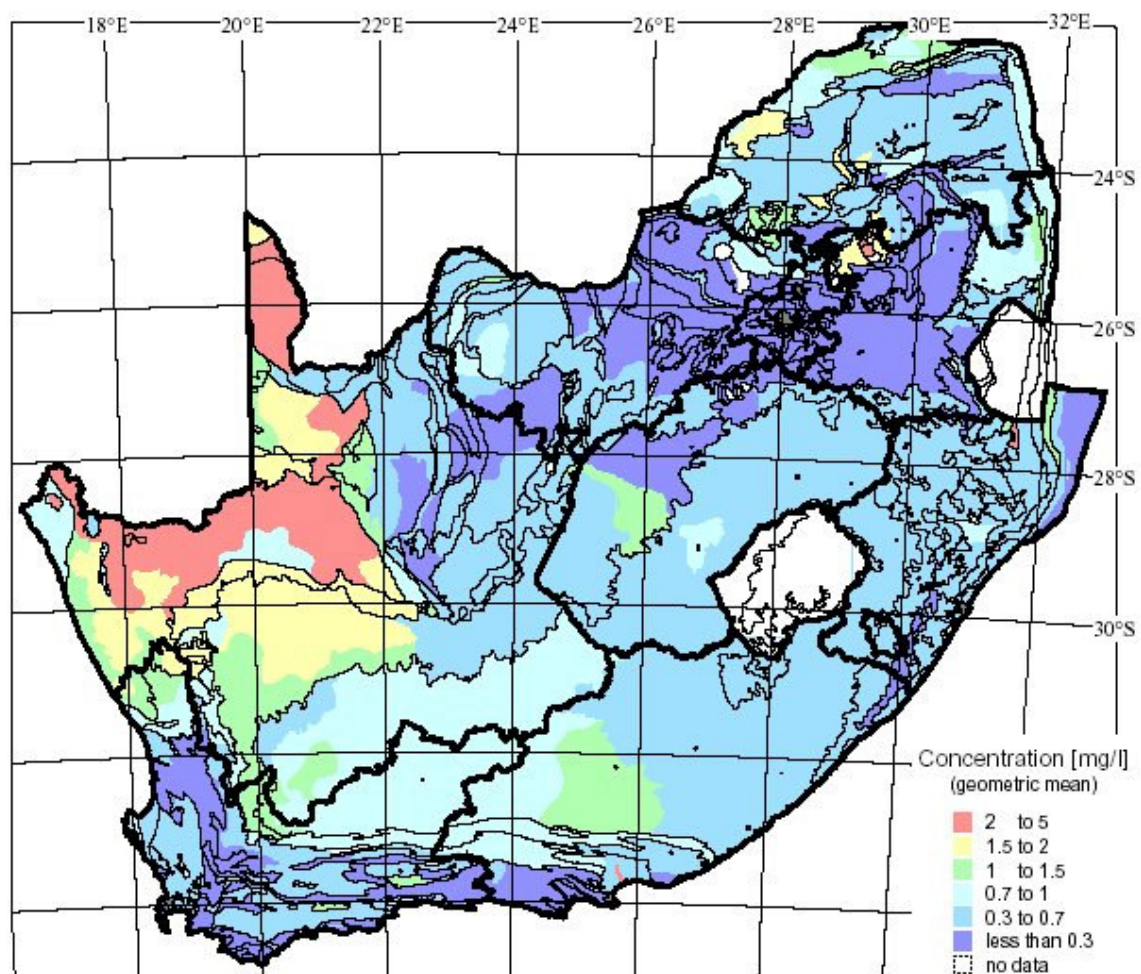 18°E 20°E 22°E 24°E 26°E 28°E 30°E 32°E
24°S
26°S
28°S
30°S
Concentration [mg/l]
(geometric mean)
2 to 5
1.5 to 2
1 to 1.5
0.7 to 1
0.3 to 0.7
less than 0.3
no data